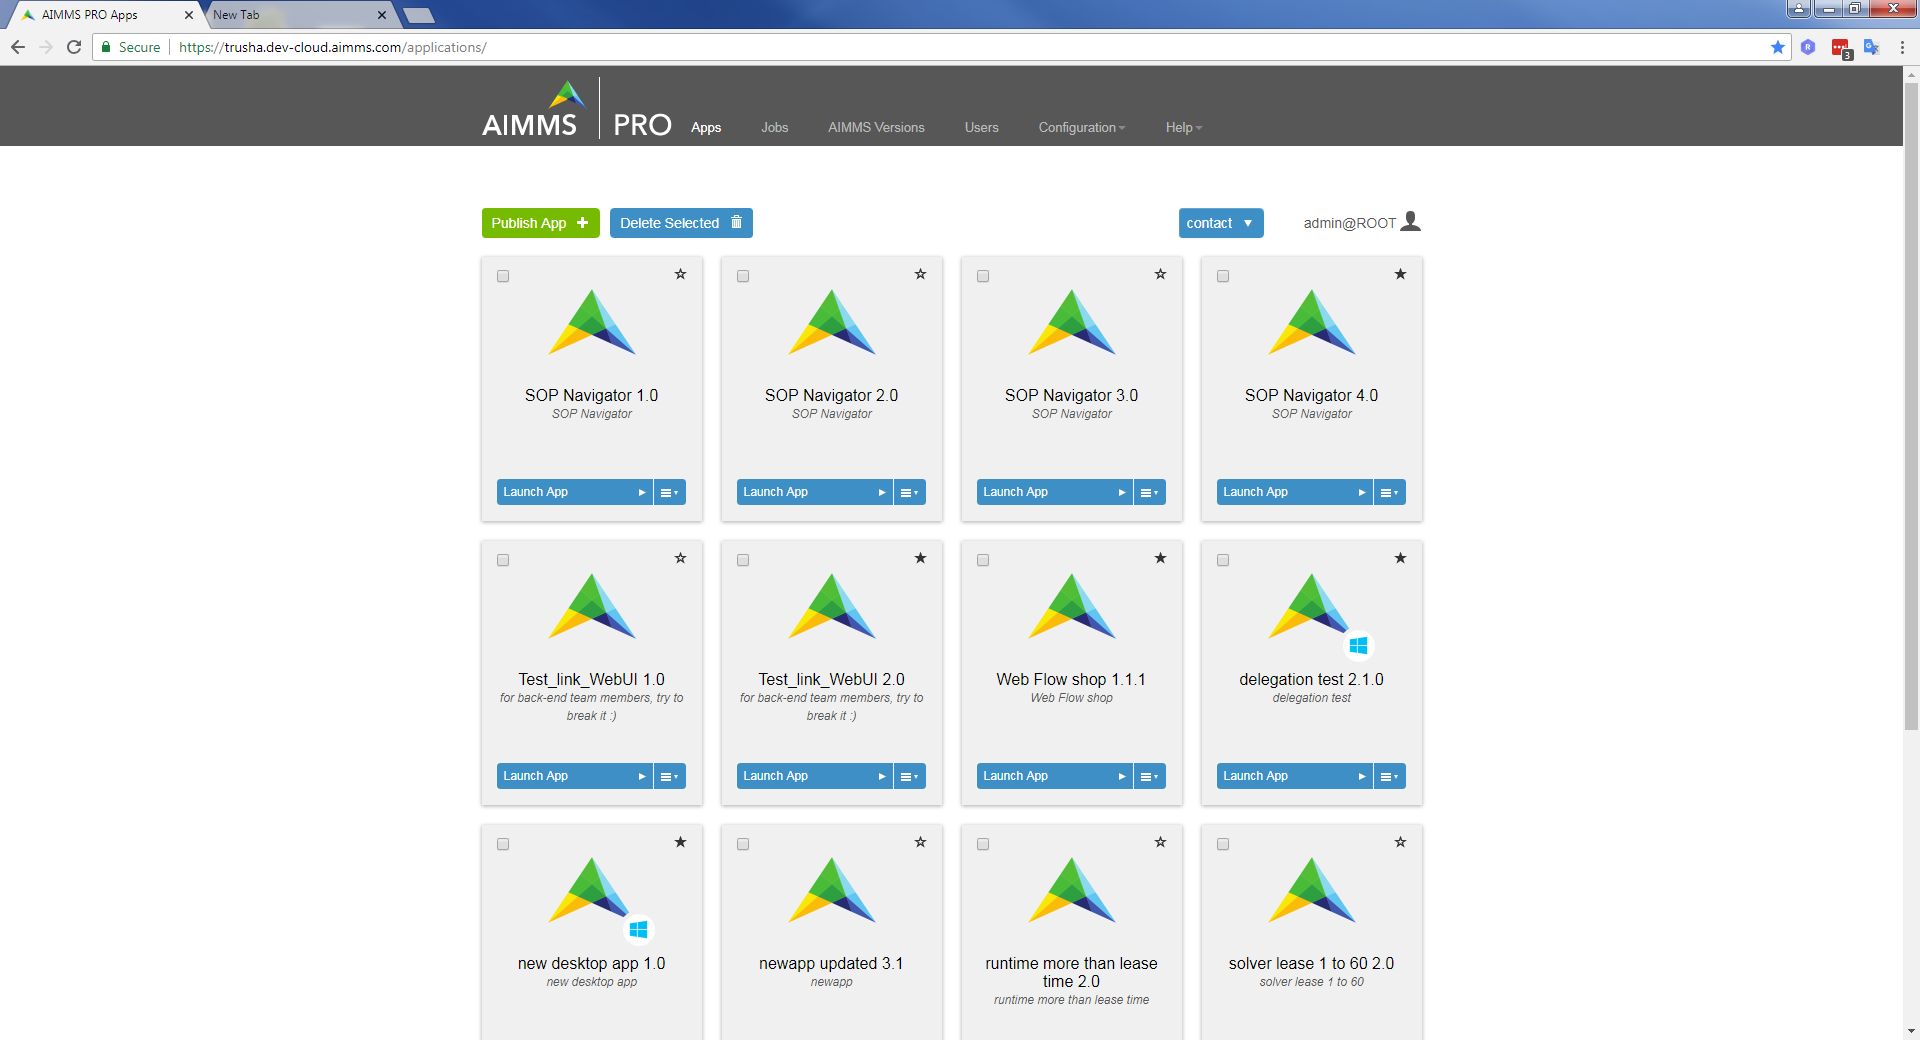 AIMMS PRO Apps
New Tab
Secure
https://trusha.dev-cloud.aimms.com/applications/
3
AIMMS PRO
Apps
Jobs
AIMMS Versions
Users
Configuration
Help
Publish App
Delete Selected
contact
admin@ROOT
SOP Navigator 1.0
SOP Navigator
Launch App
SOP Navigator 2.0
SOP Navigator
Launch App
SOP Navigator 3.0
SOP Navigator
Launch App
SOP Navigator 4.0
SOP Navigator
Launch App
Test_link_WebUI 1.0
for back-end team members, try to
break it :)
Launch App
Test_link_WebUI 2.0
for back-end team members, try to
break it :)
Launch App
Web Flow shop 1.1.1
Web Flow shop
Launch App
delegation test 2.1.0
delegation test
Launch App
new desktop app 1.0
new desktop app
newapp updated 3.1
newapp
runtime more than lease
time 2.0
runtime more than lease time
solver lease 1 to 60 2.0
solver lease 1 to 60